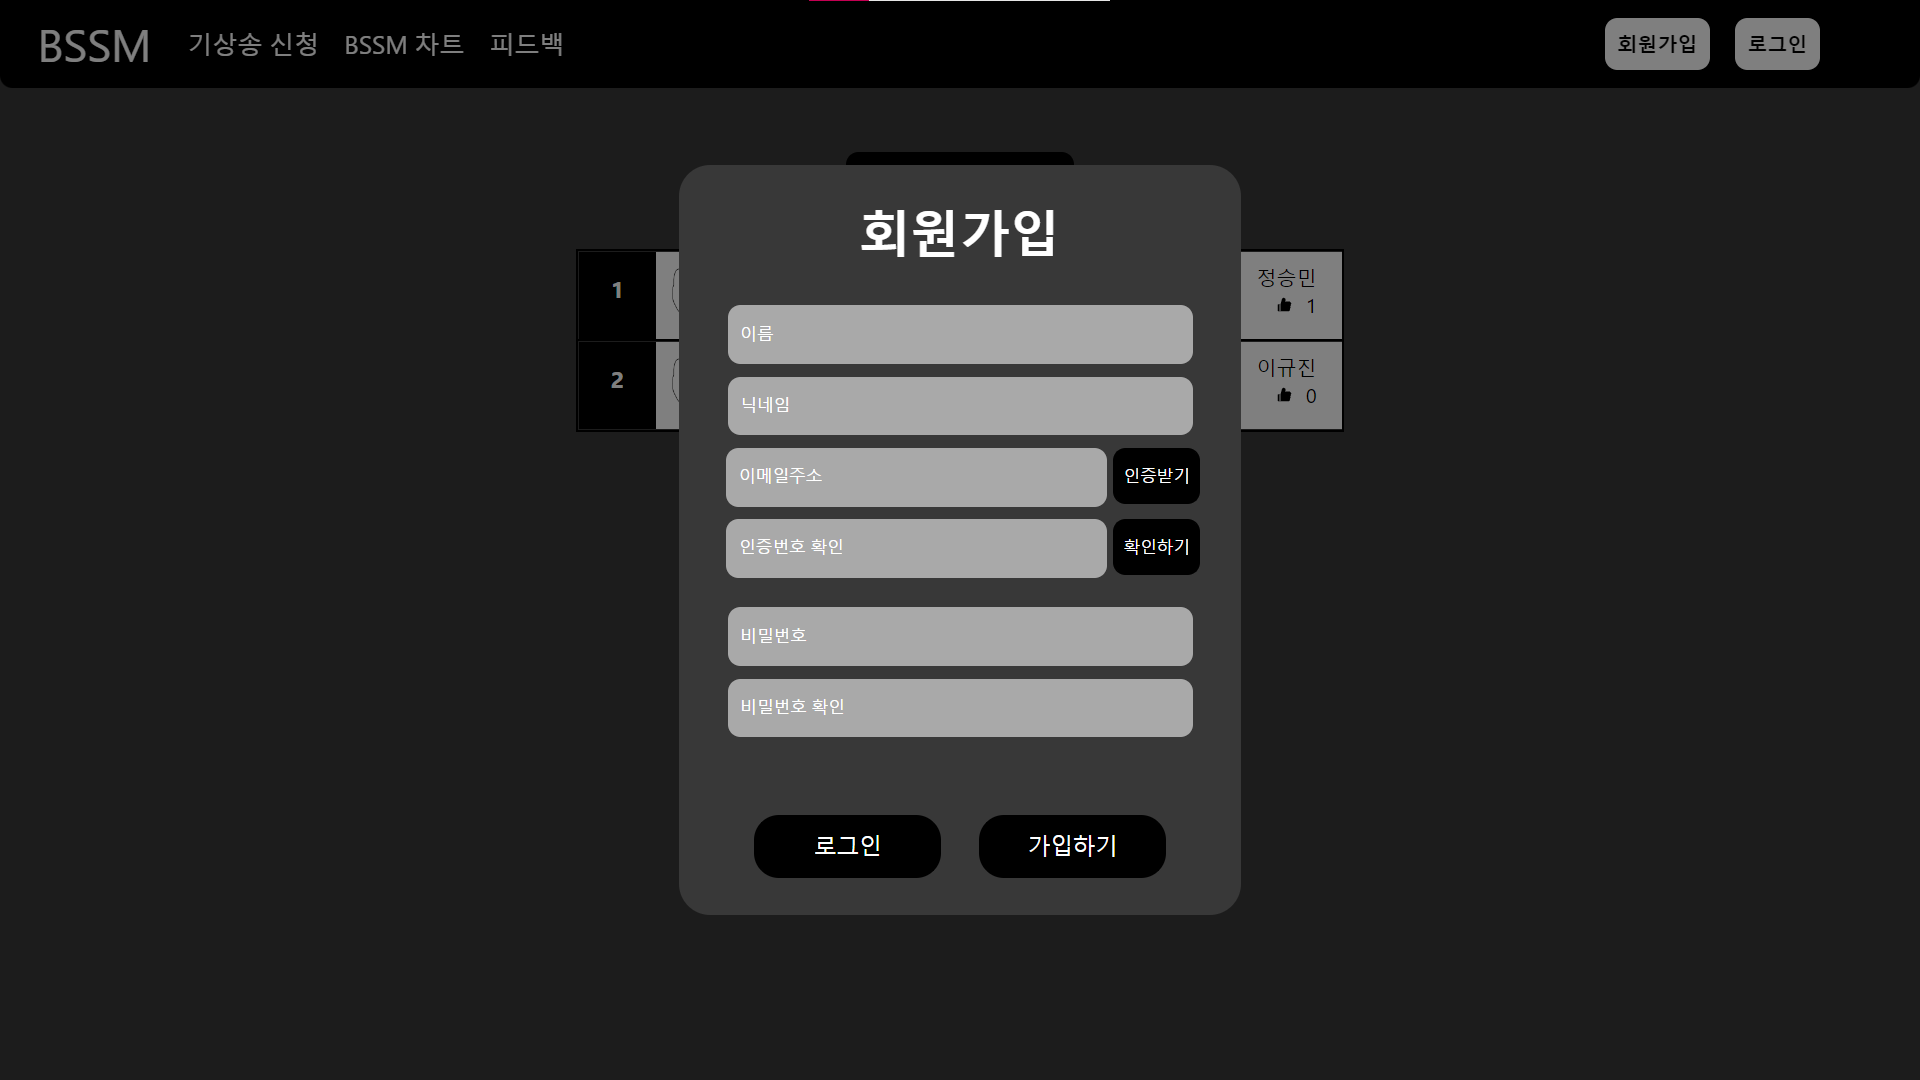 BSSM 기상송 신청 BSSM 차트 피드백 회원가입 로그인
회원가입
1 정승민
1
2 이규진
0
이름
닉네임
이메일주소 인증받기
인증번호 확인 확인하기
비밀번호
비밀번호 확인
로그인 가입하기